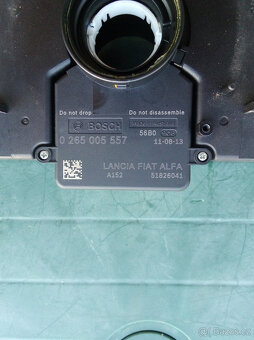 Do not drop Do not disassemble
BOSCH
56B0
0 265 005 557 11-08-13
LANCIA FIAT ALFA
A152 51826041